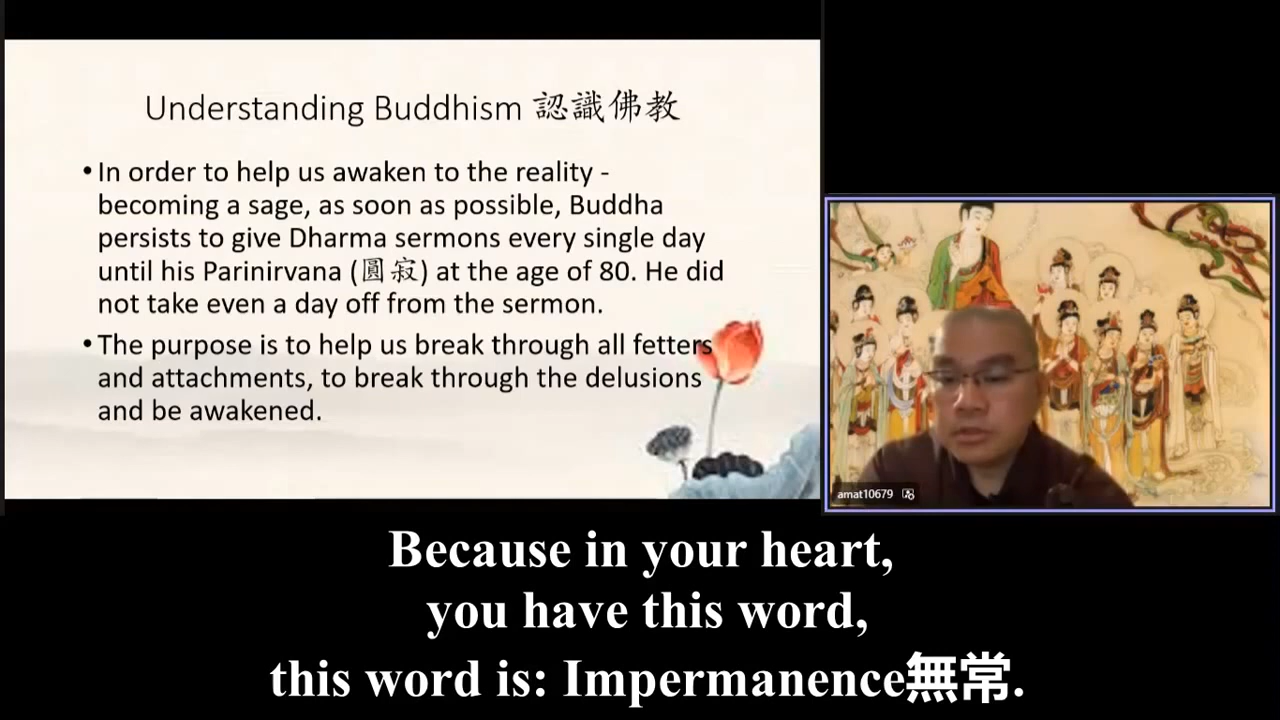 Understanding Buddhism 認識佛教
•In order to help us awaken to the reality -
becoming a sage, as soon as possible, Buddha
persists to give Dharma sermons every single day
until his Parinirvana (圓寂) at the age of 80. He did
not take even a day off from the sermon.
•The purpose is to help us break through all fetters
and attachments, to break through the delusions
and be awakened.
amat10679
Because in your heart,
you have this word,
this word is: Impermanence無常.